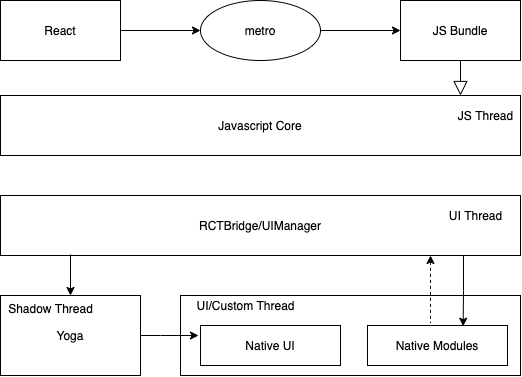 React
metro
JS Bundle
JS Thread
Javascript Core
UI Thread
RCTBridge/UIManager
Shadow Thread
Yoga
UI/Custom Thread
Native UI
Native Modules